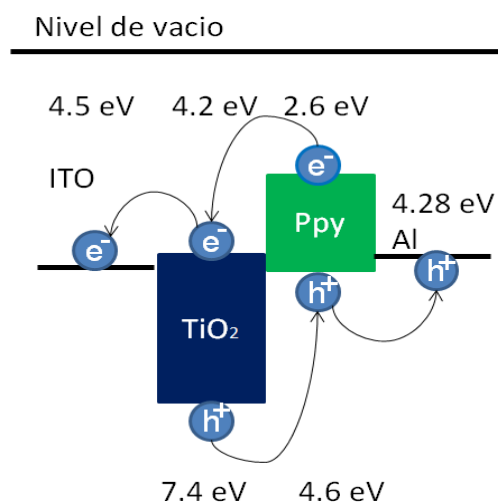 Nivel de vacio
4.5 eV 4.2 eV 2.6 eV
e⁻
ITO
Ppy
4.28 eV
Al
e⁻ e⁻ h⁺
h⁺
TiO₂
h⁺
7.4 eV 4.6 eV